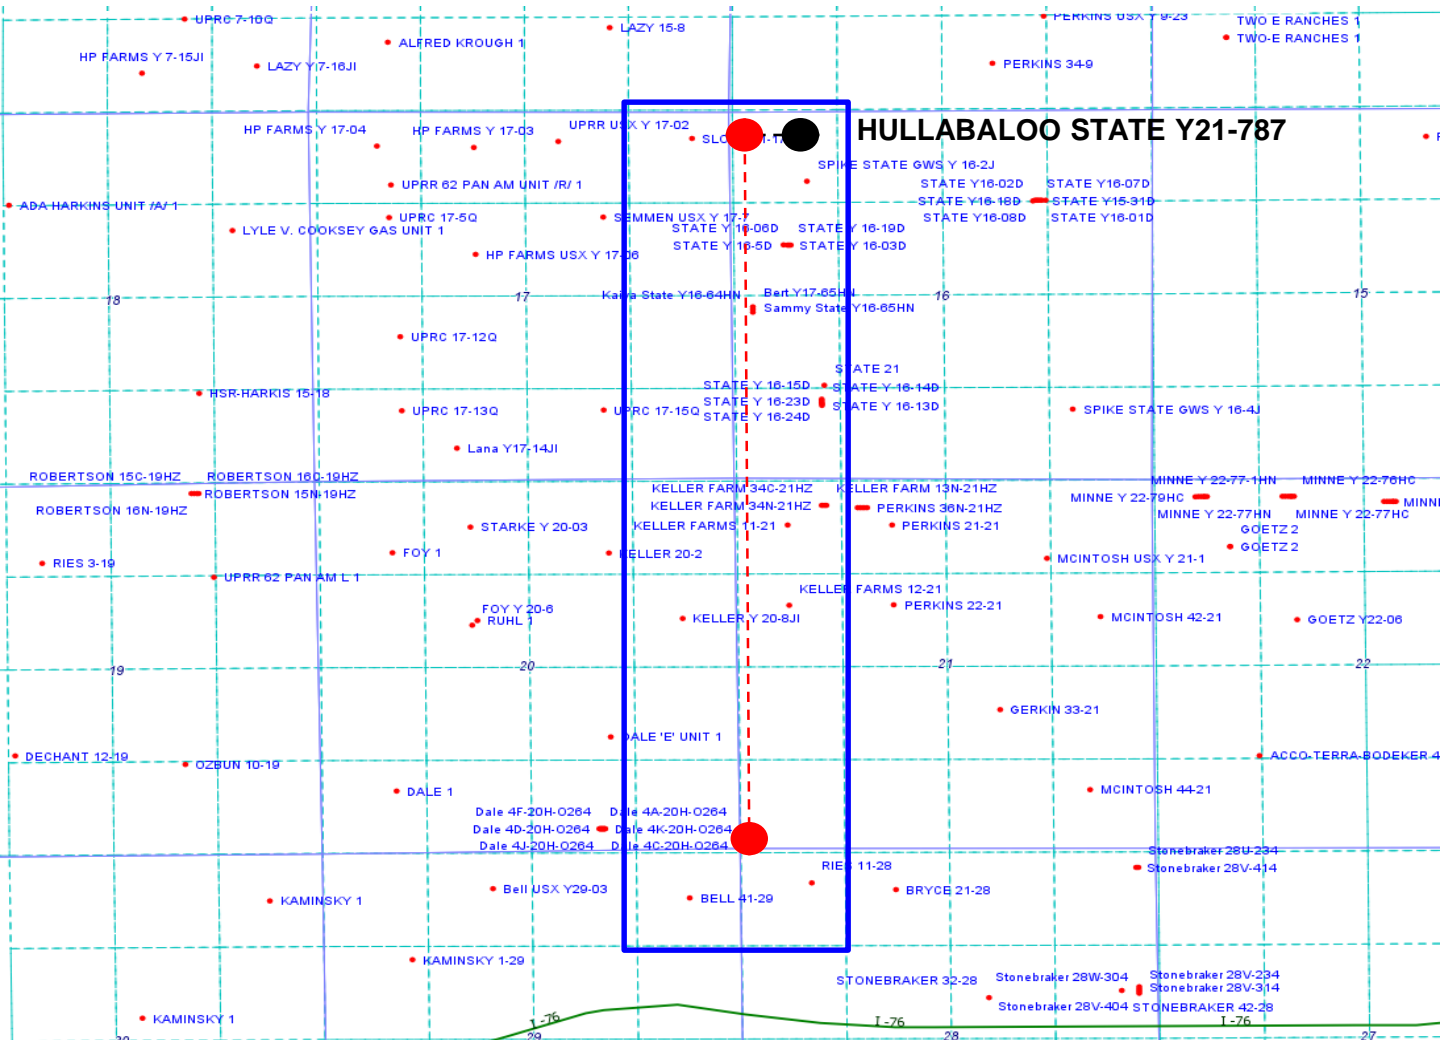 UPRC 7-10Q
LAZY 15-8
PERKINS USX Y 9-23
TWO E RANCHES 1
TWO-E RANCHES 1
ALFRED KROUGH 1
HP FARMS Y 7-15JI
LAZY Y 7-16JI
PERKINS 34-9
HP FARMS Y 17-04
HP FARMS Y 17-03
UPRR USX Y 17-02
HULLABALOO STATE Y21-787
SPIKE STATE GWS Y 16-2J
UPRR 62 PAN AM UNIT /R/ 1
STATE Y16-02D
STATE Y16-07D
ADA HARKINS UNIT /A/ 1
STATE Y16-18D
STATE Y15-31D
UPRC 17-5Q
SEMMEN USX Y 17-7
STATE Y16-08D
STATE Y16-01D
LYLE V. COOKSEY GAS UNIT 1
STATE Y 16-06D
STATE Y 16-19D
STATE Y 16-5D
STATE Y 16-03D
HP FARMS USX Y 17-06
18
17
Kaiya State Y16-64HN
Bert Y17-65HN
16
15
Sammy State Y16-65HN
UPRC 17-12Q
STATE 21
STATE Y 16-15D
STATE Y 16-14D
HSR-HARKIS 15-18
STATE Y 16-23D
STATE Y 16-13D
UPRC 17-13Q
UPRC 17-15Q
STATE Y 16-24D
SPIKE STATE GWS Y 16-4J
Lana Y17-14JI
ROBERTSON 15C-19HZ
ROBERTSON 16C-19HZ
ROBERTSON 15N-19HZ
ROBERTSON 16N-19HZ
KELLER FARM 34C-21HZ
KELLER FARM 13N-21HZ
MINNE Y 22-77-1HN
MINNE Y 22-76HC
KELLER FARM 34N-21HZ
PERKINS 36N-21HZ
MINNE Y 22-79HC
MINNE
MINNE Y 22-77HN
MINNE Y 22-77HC
STARKE Y 20-03
KELLER FARMS 11-21
PERKINS 21-21
GOETZ 2
GOETZ 2
FOY 1
KELLER 20-2
MCINTOSH USX Y 21-1
RIES 3-19
UPRR 62 PAN AM L 1
KELLER FARMS 12-21
PERKINS 22-21
FOY Y 20-6
RUHL 1
KELLER Y 20-8JI
MCINTOSH 42-21
GOETZ Y22-06
19
20
21
22
GERKIN 33-21
DALE 'E' UNIT 1
DECHANT 12-19
OZBUN 10-19
ACCO-TERRA-BODEKER 4
DALE 1
MCINTOSH 44-21
Dale 4F-20H-O264
Dale 4A-20H-O264
Dale 4D-20H-O264
Dale 4K-20H-O264
Dale 4J-20H-O264
Dale 4C-20H-O264
Stonebraker 28U-234
RIES 11-28
Stonebraker 28V-414
Bell USX Y29-03
BRYCE 21-28
KAMINSKY 1
BELL 41-29
KAMINSKY 1-29
STONEBRAKER 32-28
Stonebraker 28W-304
Stonebraker 28V-234
Stonebraker 28V-314
Stonebraker 28V-404
STONEBRAKER 42-28
KAMINSKY 1
I-76
I-76
I-76
29
28
27